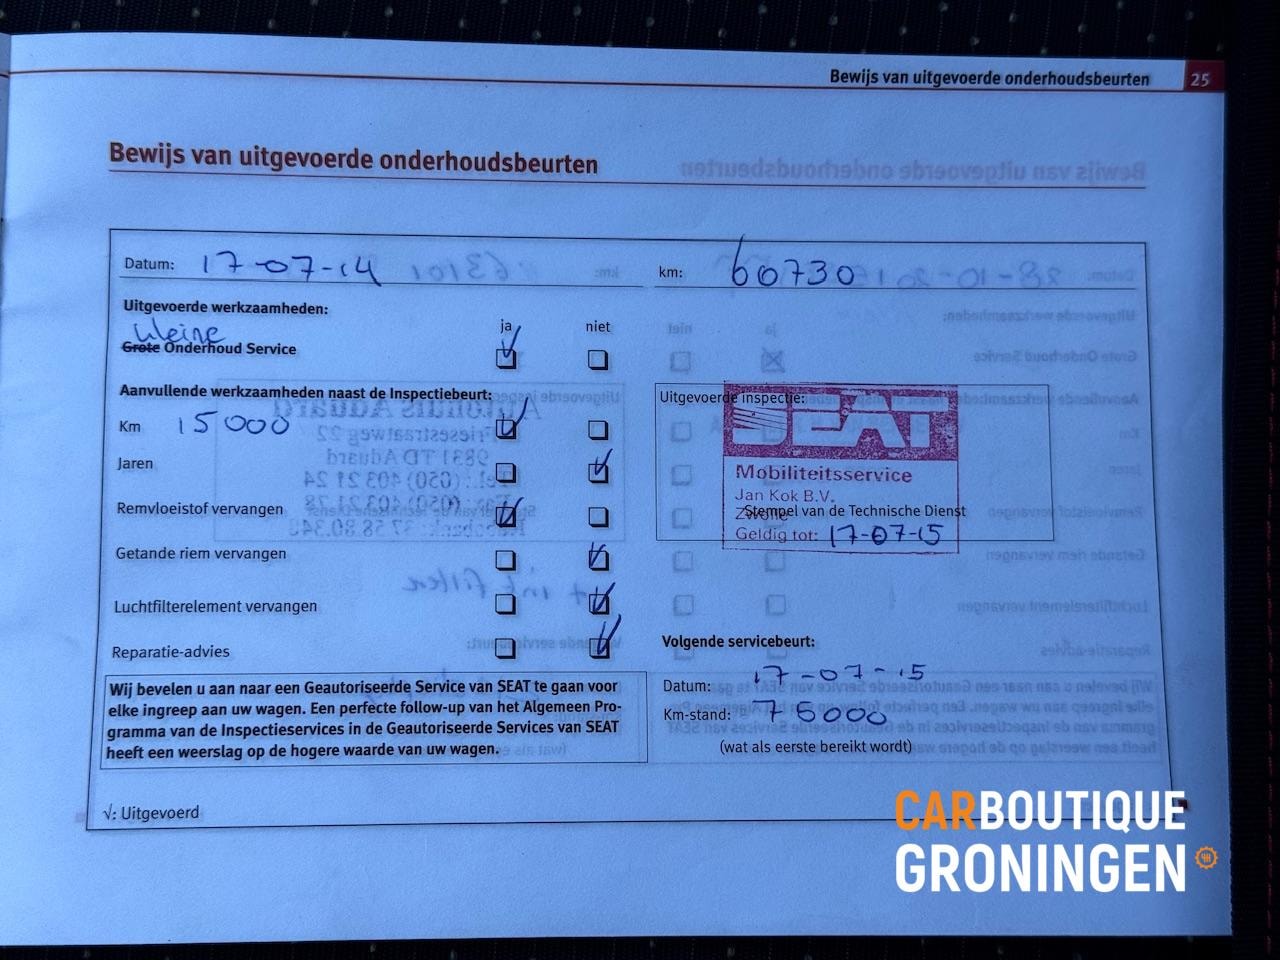 Bewijs van uitgevoerde onderhoudsbeurten 25
Bewijs van uitgevoerde onderhoudsbeurten
Datum: 17-07-14
km: 60730
Uitgevoerde werkzaamheden:
ja niet
kleine
Grote Onderhoud Service
Aanvullende werkzaamheden naast de Inspectiebeurt:
Km 15000
Jaren
Remvloeistof vervangen
Getande riem vervangen
Luchtfilterelement vervangen
Reparatie-advies
Uitgevoerde inspectie:
SEAT
Mobiliteitsservice
Jan Kok B.V.
Zwolle
Stempel van de Technische Dienst
Geldig tot: 17-07-15
Volgende servicebeurt:
Datum: 17-07-15
Km-stand: 75000
(wat als eerste bereikt wordt)
Wij bevelen u aan naar een Geautoriseerde Service van SEAT te gaan voor
elke ingreep aan uw wagen. Een perfecte follow-up van het Algemeen Pro-
gramma van de Inspectieservices in de Geautoriseerde Services van SEAT
heeft een weerslag op de hogere waarde van uw wagen.
√: Uitgevoerd
CARBOUTIQUE
GRONINGEN